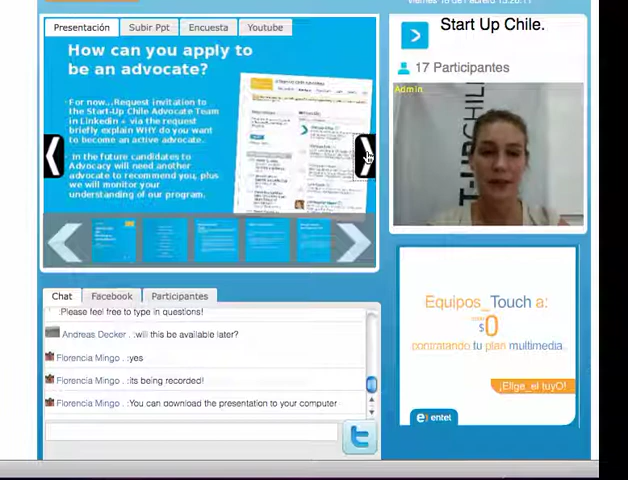 Start Up Chile.
Presentación
Subir Ppt
Encuesta
Youtube
How can you apply to
be an advocate?
For now...Request invitation to
the Start-Up Chile Advocate Team
in LinkedIn + via the request
briefly explain WHY do you want
to become an active advocate.
In the future candidates to
Advocacy will need another
advocate to recommend you, plus
we will monitor your
understanding of our program.
17 Participantes
Admin
Chat
Facebook
Participantes
:Please feel free to type in questions!
Andreas Decker . :will this be available later?
Florencia Mingo . :yes
Florencia Mingo . :its being recorded!
Florencia Mingo . :You can download the presentation to your computer
Equipos_Touch a:
$0
contratando tu plan multimedia.
¡Elige_el tuyO!
entel